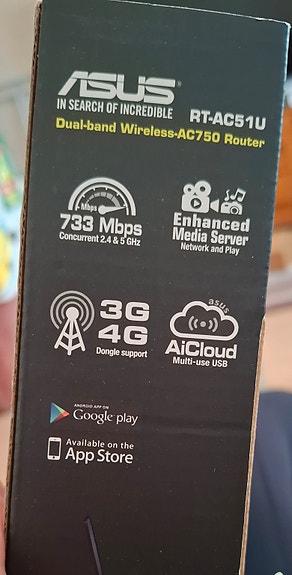 ASUS
IN SEARCH OF INCREDIBLE
RT-AC51U
Dual-band Wireless-AC750 Router
Mbps
733 Mbps
Concurrent 2.4 & 5 GHz
Enhanced
Media Server
Network and Play
3G
4G
Dongle support
asus
AiCloud
Multi-use USB
ANDROID APP ON
Google play
Available on the
App Store